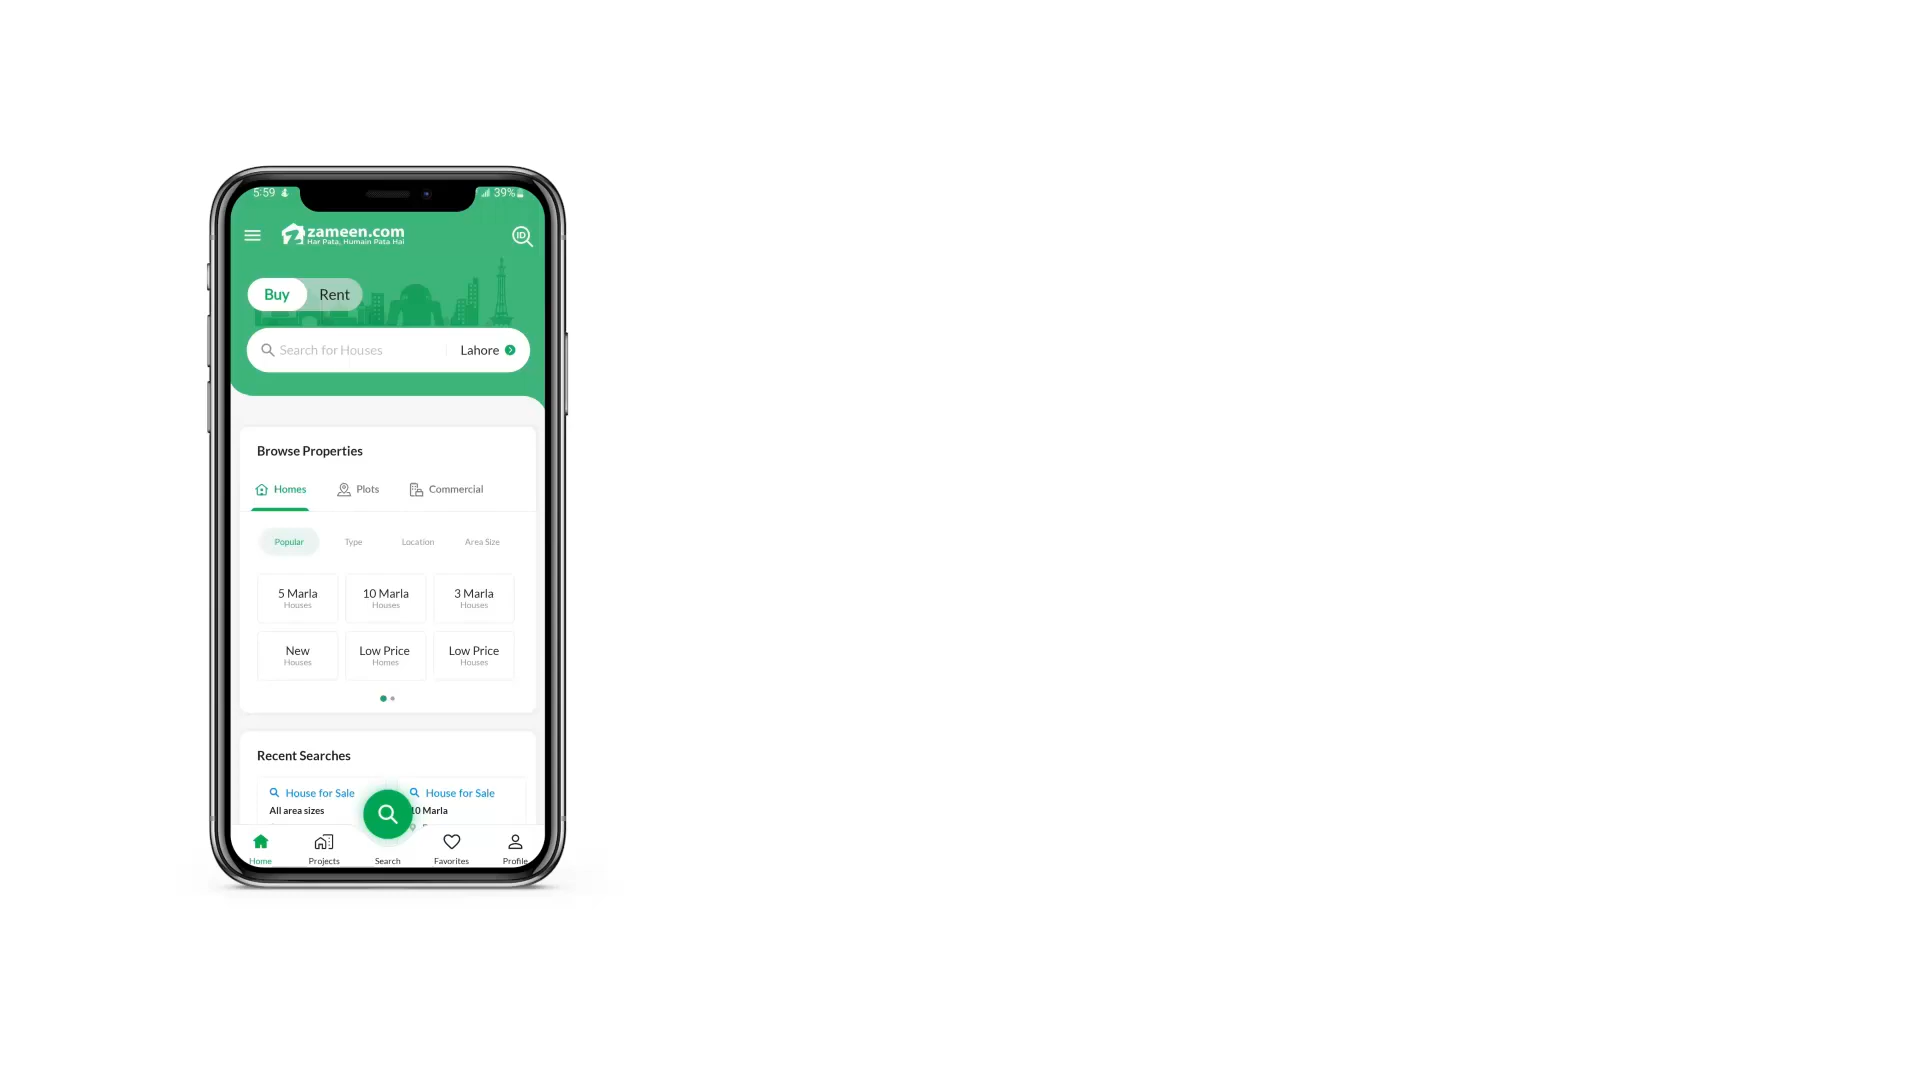 5:59
39%
zameen.com
Har Pata, Humain Pata Hai
ID
Buy Rent
Search for Houses Lahore
Browse Properties
Homes Plots Commercial
Popular Type Location Area Size
5 Marla 10 Marla 3 Marla
Houses Houses Houses
New Low Price Low Price
Houses Homes Houses
Recent Searches
House for Sale House for Sale
All area sizes 10 Marla
Home Projects Search Favorites Profile